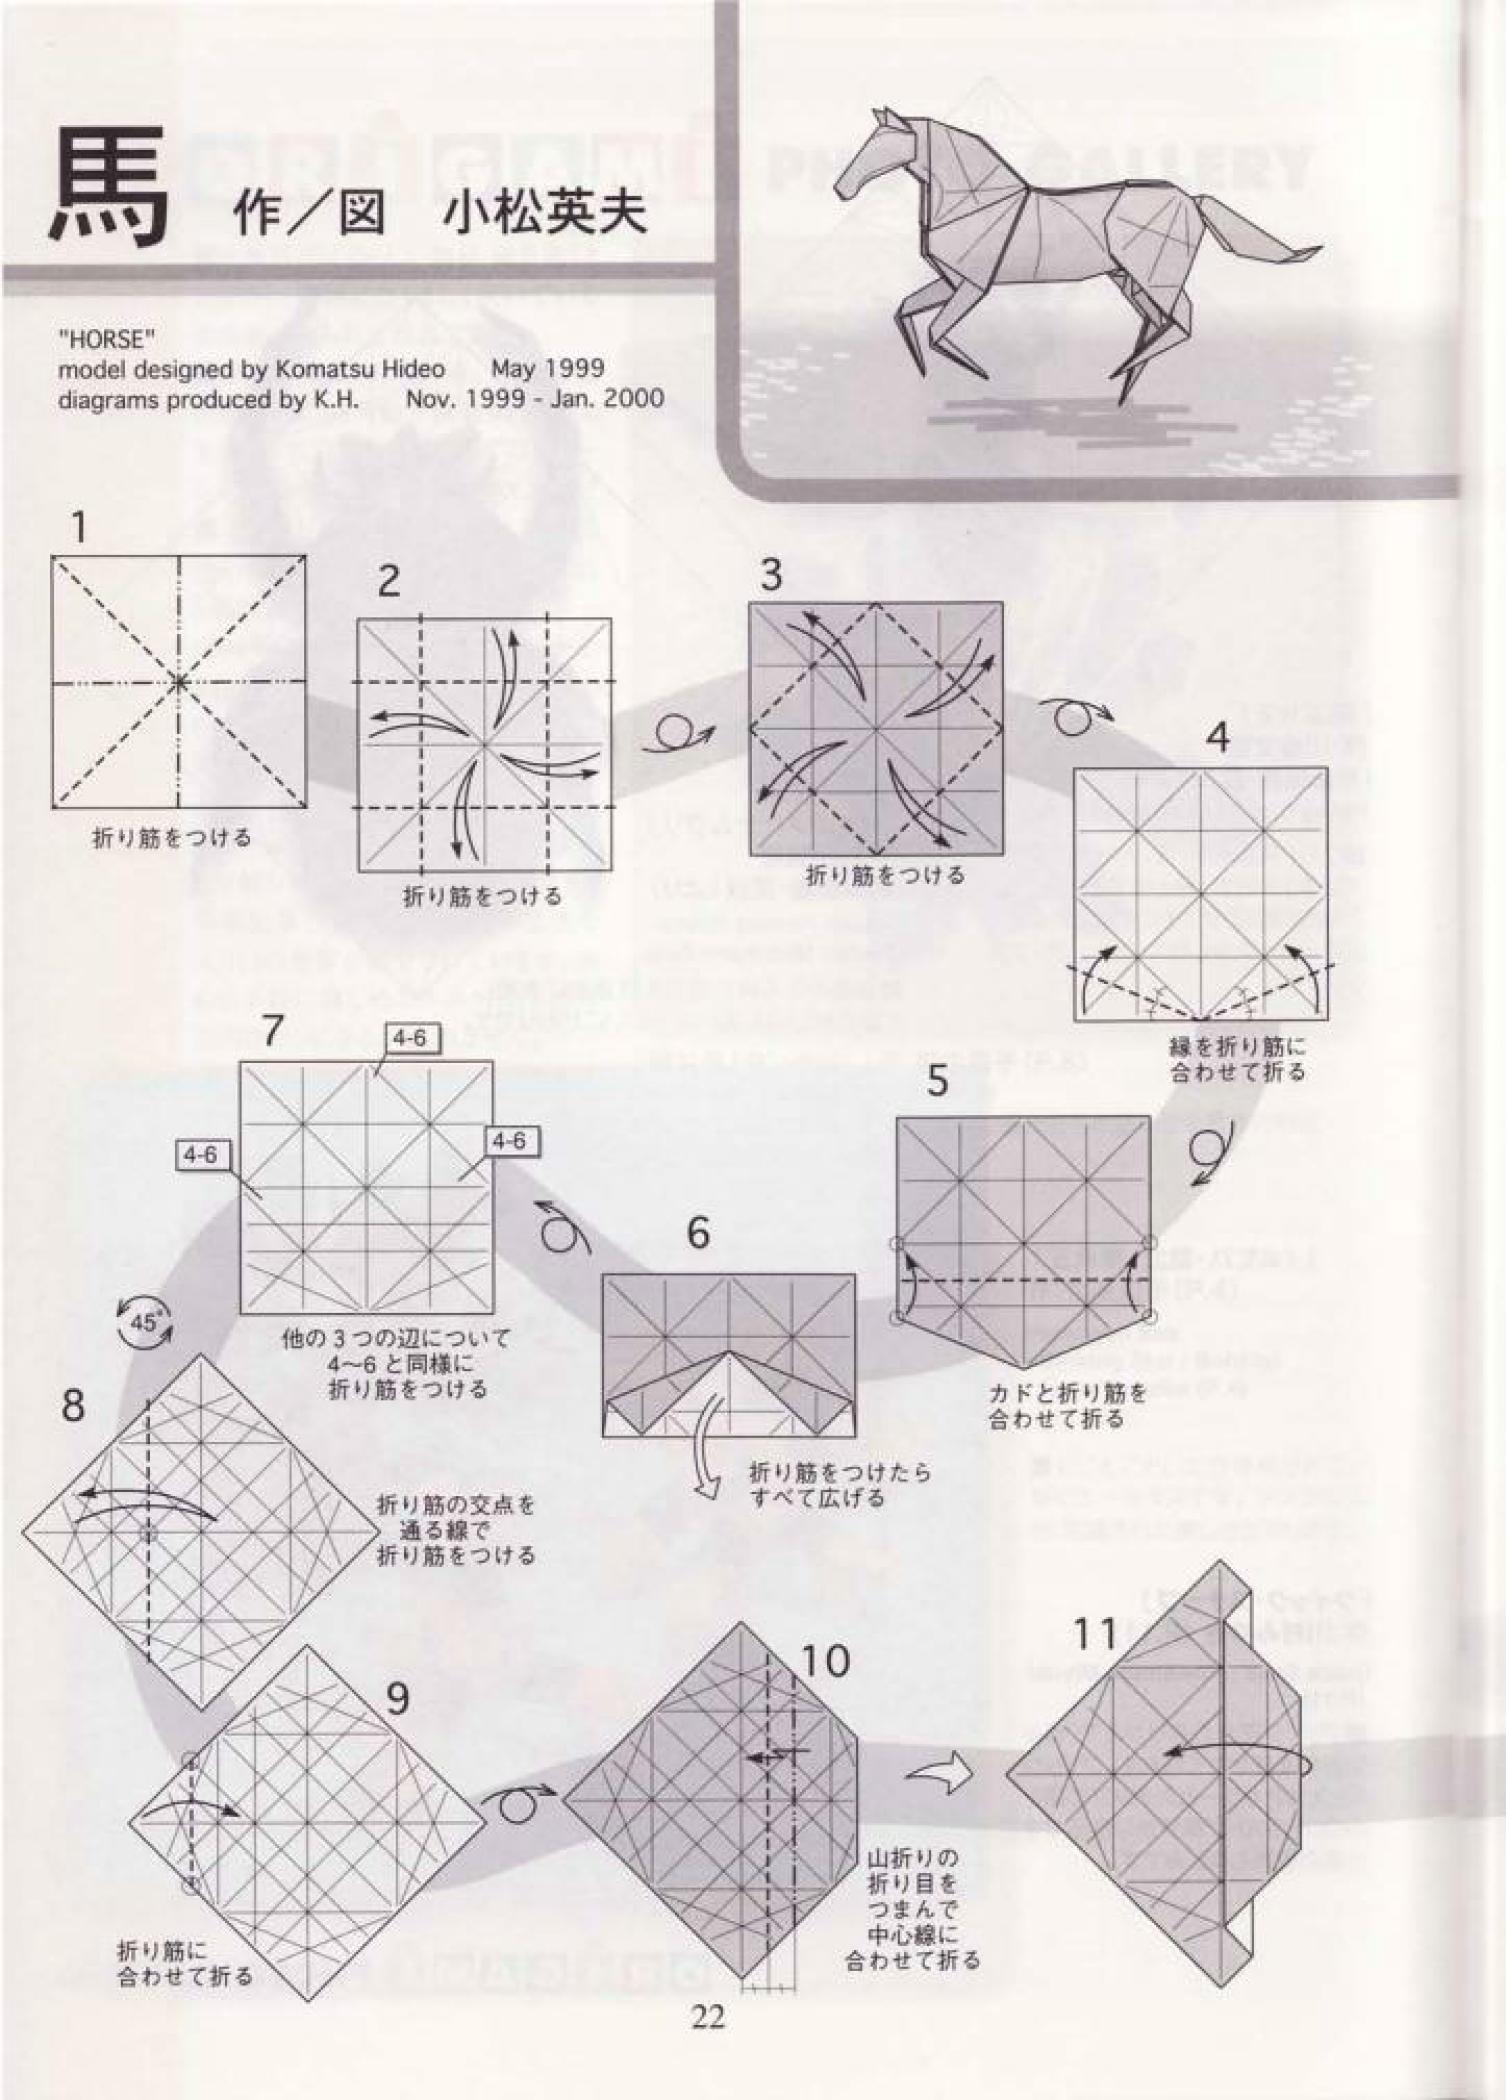 馬
作／図　小松英夫
"HORSE"
model designed by Komatsu Hideo　May 1999
diagrams produced by K.H.　Nov. 1999 - Jan. 2000
1
折り筋をつける
2
折り筋をつける
3
折り筋をつける
4
縁を折り筋に
合わせて折る
5
カドと折り筋を
合わせて折る
6
折り筋をつけたら
すべて広げる
7
4-6
4-6
4-6
他の３つの辺について
4～6 と同様に
折り筋をつける
45°
8
折り筋の交点を
通る線で
折り筋をつける
9
折り筋に
合わせて折る
10
山折りの
折り目を
つまんで
中心線に
合わせて折る
11
22